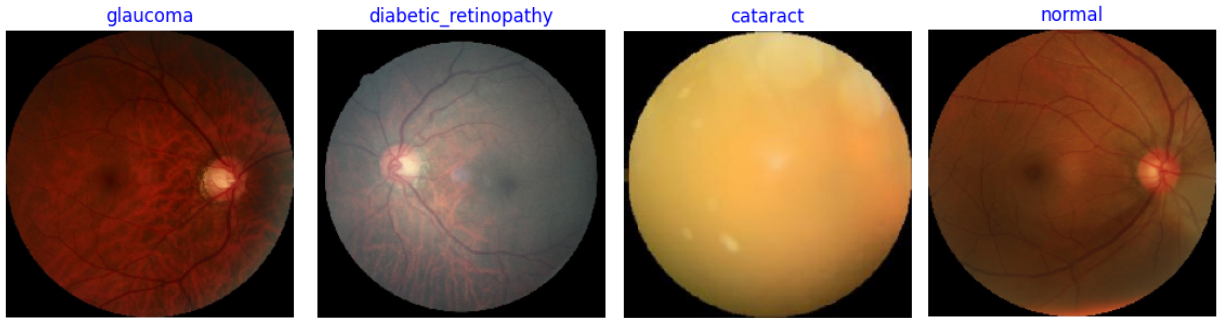 glaucoma
diabetic_retinopathy
cataract
normal